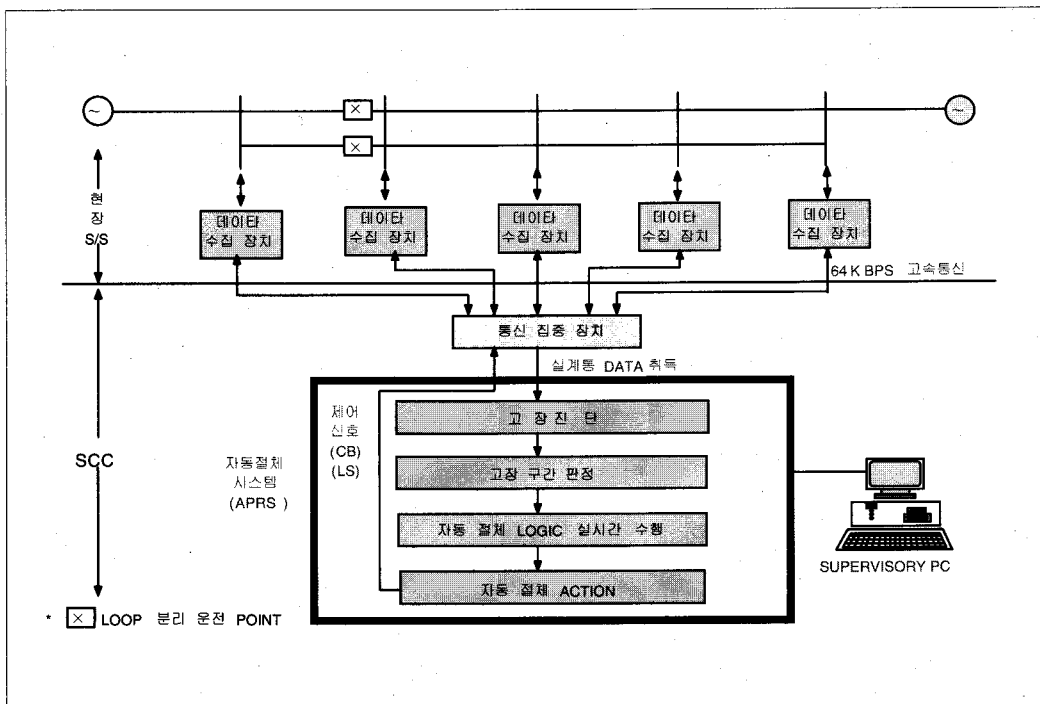 ~
×
~
×
현
장
S/S
데이타
수집 장치
데이타
수집 장치
데이타
수집 장치
데이타
수집 장치
데이타
수집 장치
64 K BPS 고속통신
통신 집중 장치
실계통 DATA 취득
SCC
자동절체
시스템
(APRS )
제어
신호
(CB)
(LS)
고 장 진 단
고장 구간 판정
자동 절체 LOGIC 실시간 수행
자동 절체 ACTION
SUPERVISORY PC
* × LOOP 분리 운전 POINT